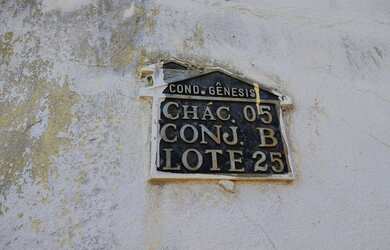 COND. GÊNESIS
CHÁC. 05
CONJ. B
LOTE 25